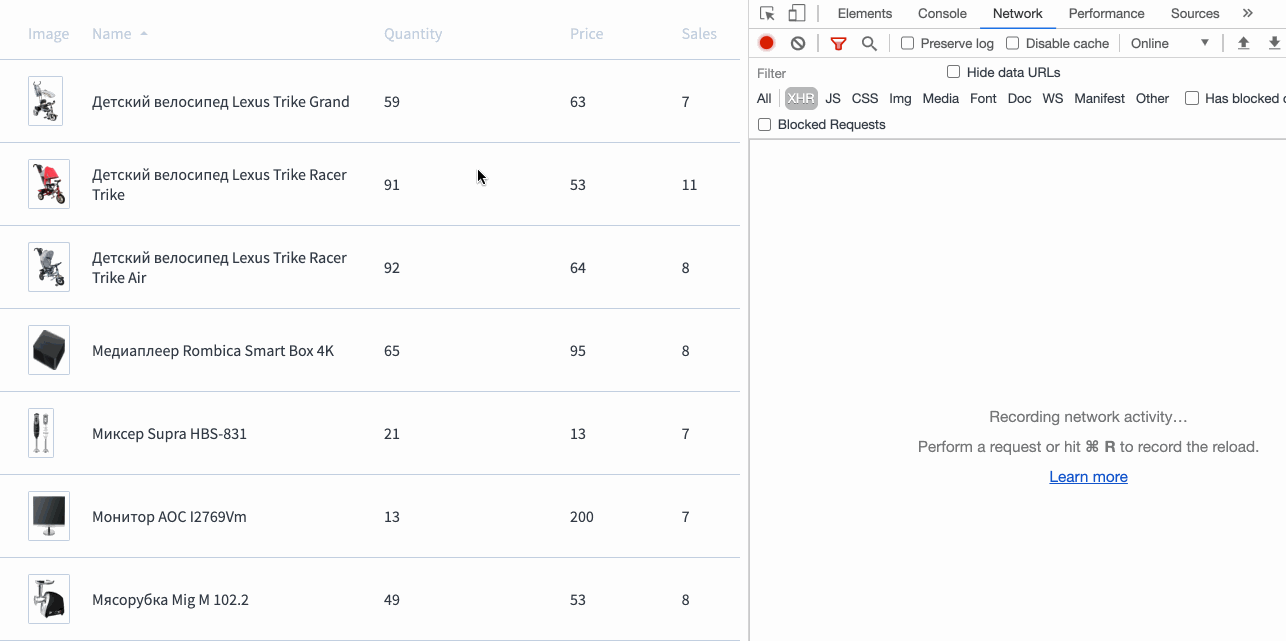 Image Name Quantity Price Sales
Детский велосипед Lexus Trike Grand 59 63 7
Детский велосипед Lexus Trike Racer
Trike 91 53 11
Детский велосипед Lexus Trike Racer
Trike Air 92 64 8
Медиаплеер Rombica Smart Box 4K 65 95 8
Миксер Supra HBS-831 21 13 7
Монитор AOC I2769Vm 13 200 7
Мясорубка Mig M 102.2 49 53 8
Elements Console Network Performance Sources
Preserve log Disable cache Online
Filter Hide data URLs
All XHR JS CSS Img Media Font Doc WS Manifest Other Has blocked
Blocked Requests
Recording network activity…
Perform a request or hit ⌘ R to record the reload.
Learn more